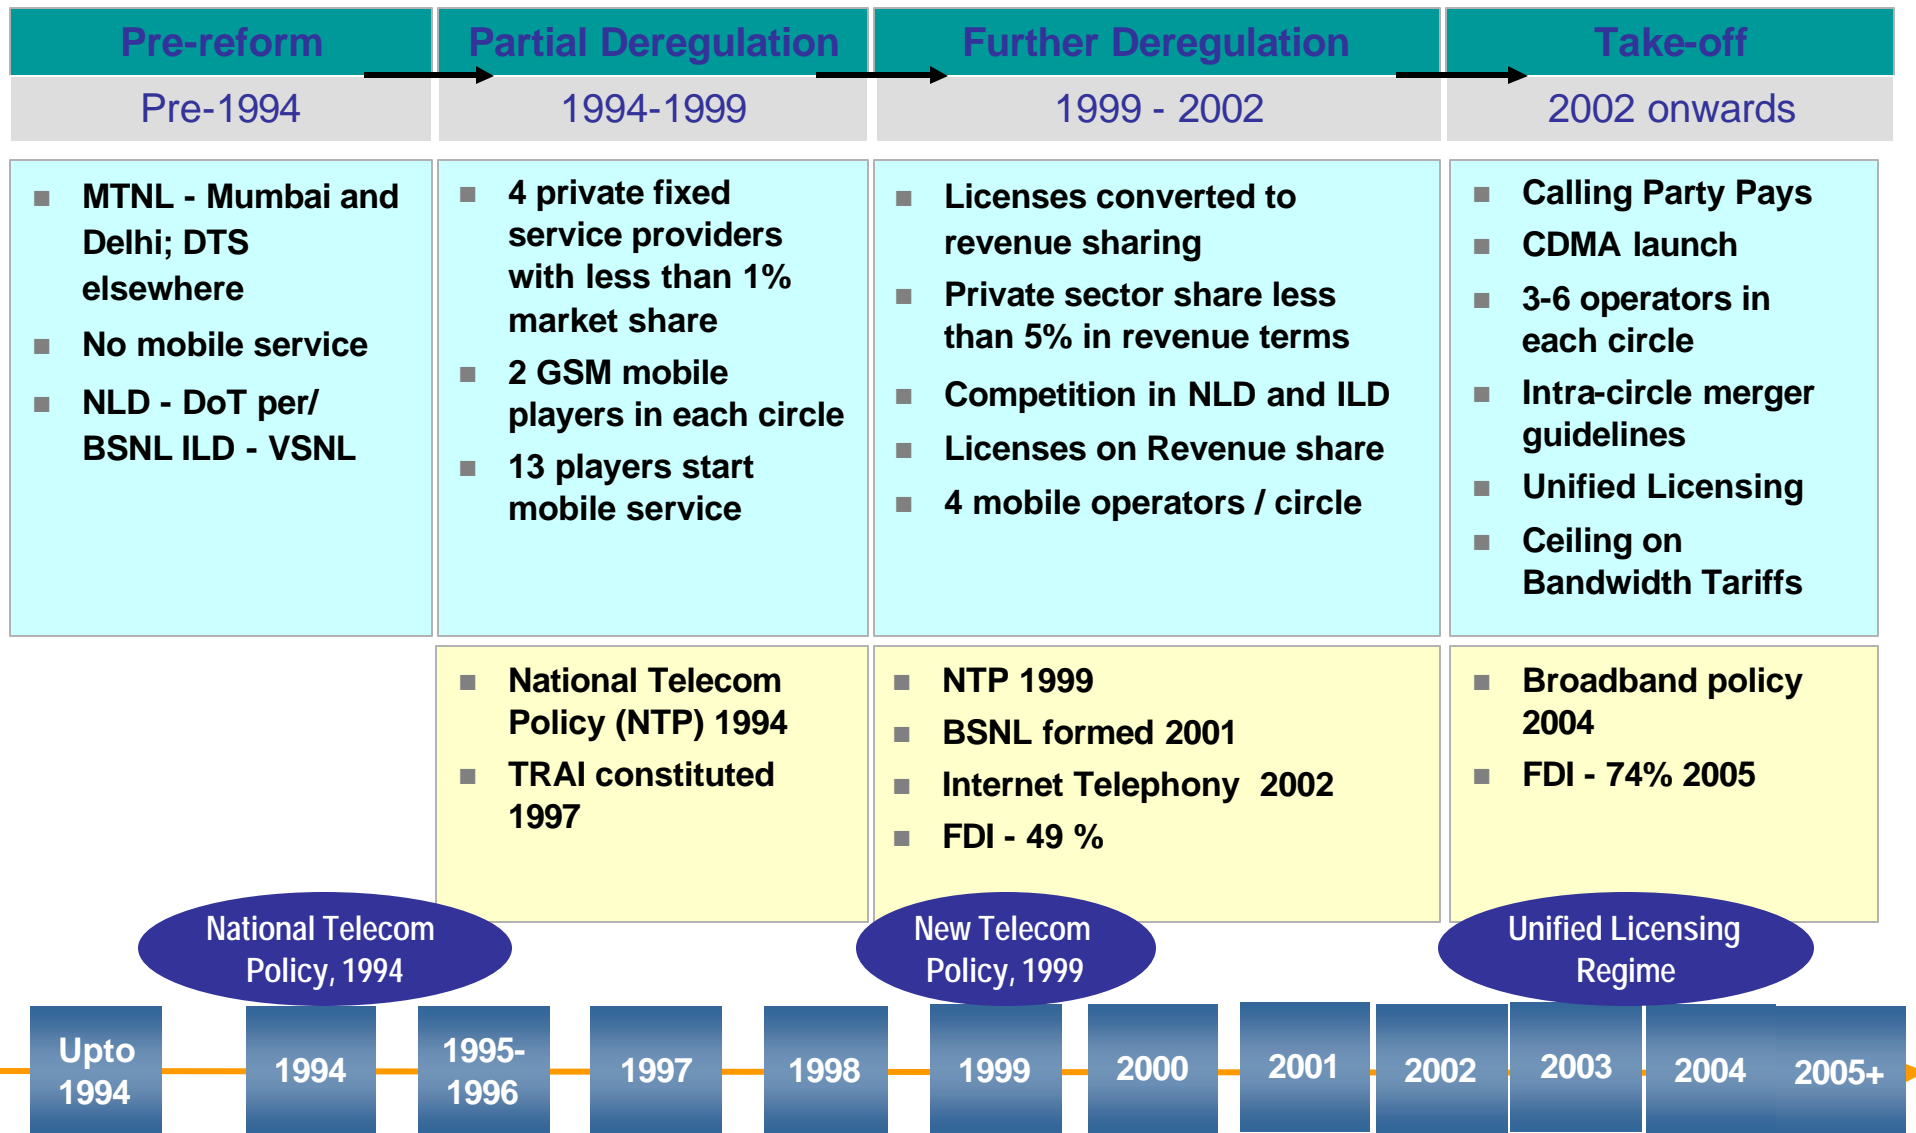 Pre-reform
Partial Deregulation
Further Deregulation
Take-off
Pre-1994
1994-1999
1999 - 2002
2002 onwards
MTNL - Mumbai and
Delhi; DTS
elsewhere
No mobile service
NLD - DoT per/
BSNL ILD - VSNL
4 private fixed
service providers
with less than 1%
market share
2 GSM mobile
players in each circle
13 players start
mobile service
Licenses converted to
revenue sharing
Private sector share less
than 5% in revenue terms
Competition in NLD and ILD
Licenses on Revenue share
4 mobile operators / circle
Calling Party Pays
CDMA launch
3-6 operators in
each circle
Intra-circle merger
guidelines
Unified Licensing
Ceiling on
Bandwidth Tariffs
National Telecom
Policy (NTP) 1994
TRAI constituted
1997
NTP 1999
BSNL formed 2001
Internet Telephony 2002
FDI - 49 %
Broadband policy
2004
FDI - 74% 2005
National Telecom
Policy, 1994
New Telecom
Policy, 1999
Unified Licensing
Regime
Upto
1994
1994
1995-
1996
1997
1998
1999
2000
2001
2002
2003
2004
2005+